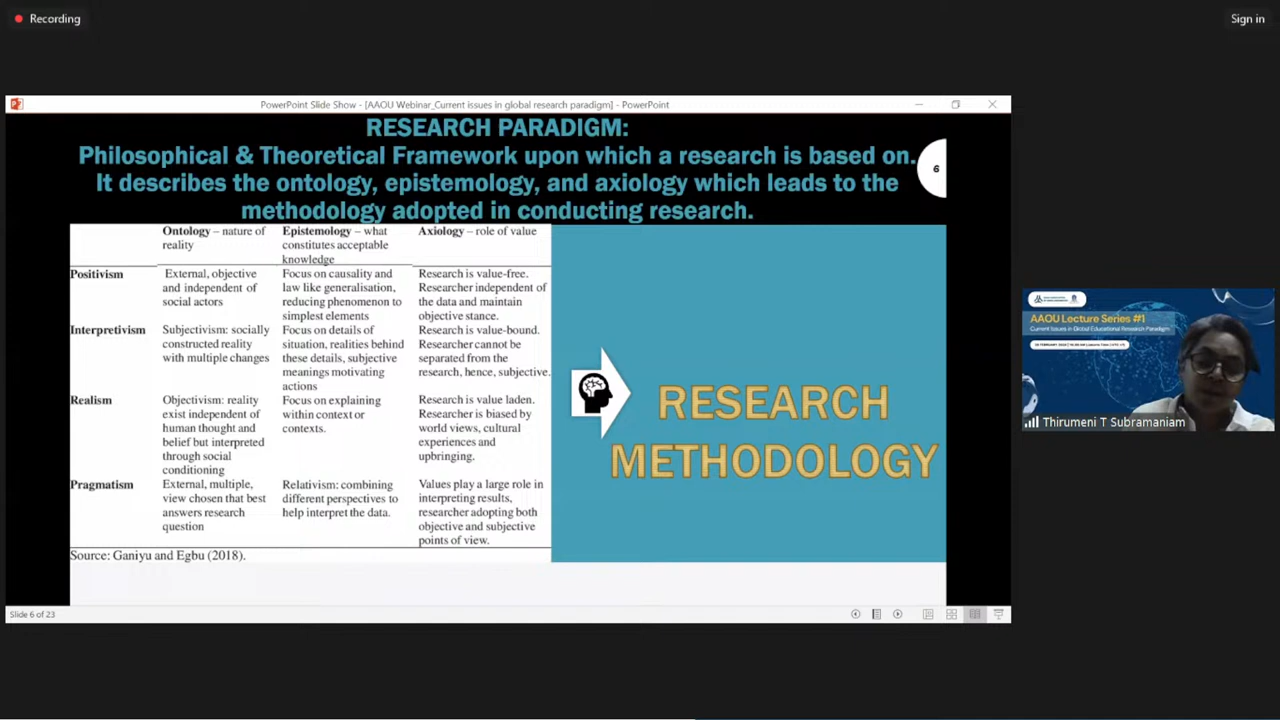 Recording
Sign in
PowerPoint Slide Show - [AAOU Webinar_Current issues in global research paradigm] - PowerPoint
RESEARCH PARADIGM:
Philosophical & Theoretical Framework upon which a research is based on.
It describes the ontology, epistemology, and axiology which leads to the
methodology adopted in conducting research.
6
Ontology – nature of
reality
Epistemology – what
constitutes acceptable
knowledge
Axiology – role of value
Positivism
External, objective
and independent of
social actors
Focus on causality and
law like generalisation,
reducing phenomenon to
simplest elements
Research is value-free.
Researcher independent of
the data and maintain
objective stance.
Interpretivism
Subjectivism: socially
constructed reality
with multiple changes
Focus on details of
situation, realities behind
these details, subjective
meanings motivating
actions
Research is value-bound.
Researcher cannot be
separated from the
research, hence, subjective.
Realism
Objectivism: reality
exist independent of
human thought and
belief but interpreted
through social
conditioning
Focus on explaining
within context or
contexts.
Research is value laden.
Researcher is biased by
world views, cultural
experiences and
upbringing.
Pragmatism
External, multiple,
view chosen that best
answers research
question
Relativism: combining
different perspectives to
help interpret the data.
Values play a large role in
interpreting results,
researcher adopting both
objective and subjective
points of view.
Source: Ganiyu and Egbu (2018).
RESEARCH
METHODOLOGY
AAOU Lecture Series #1
Current Issues in Global Educational Research Paradigm
Thirumeni T Subramaniam
Slide 6 of 23